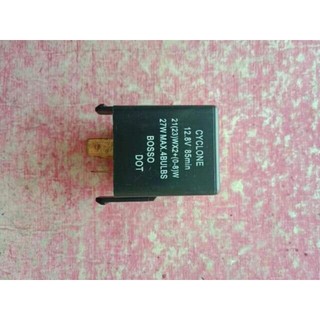 CYCLONE
12.8V 85min
21(23)WX2+(0-8)W
27W MAX.4BULBS
BOSSO
DOT